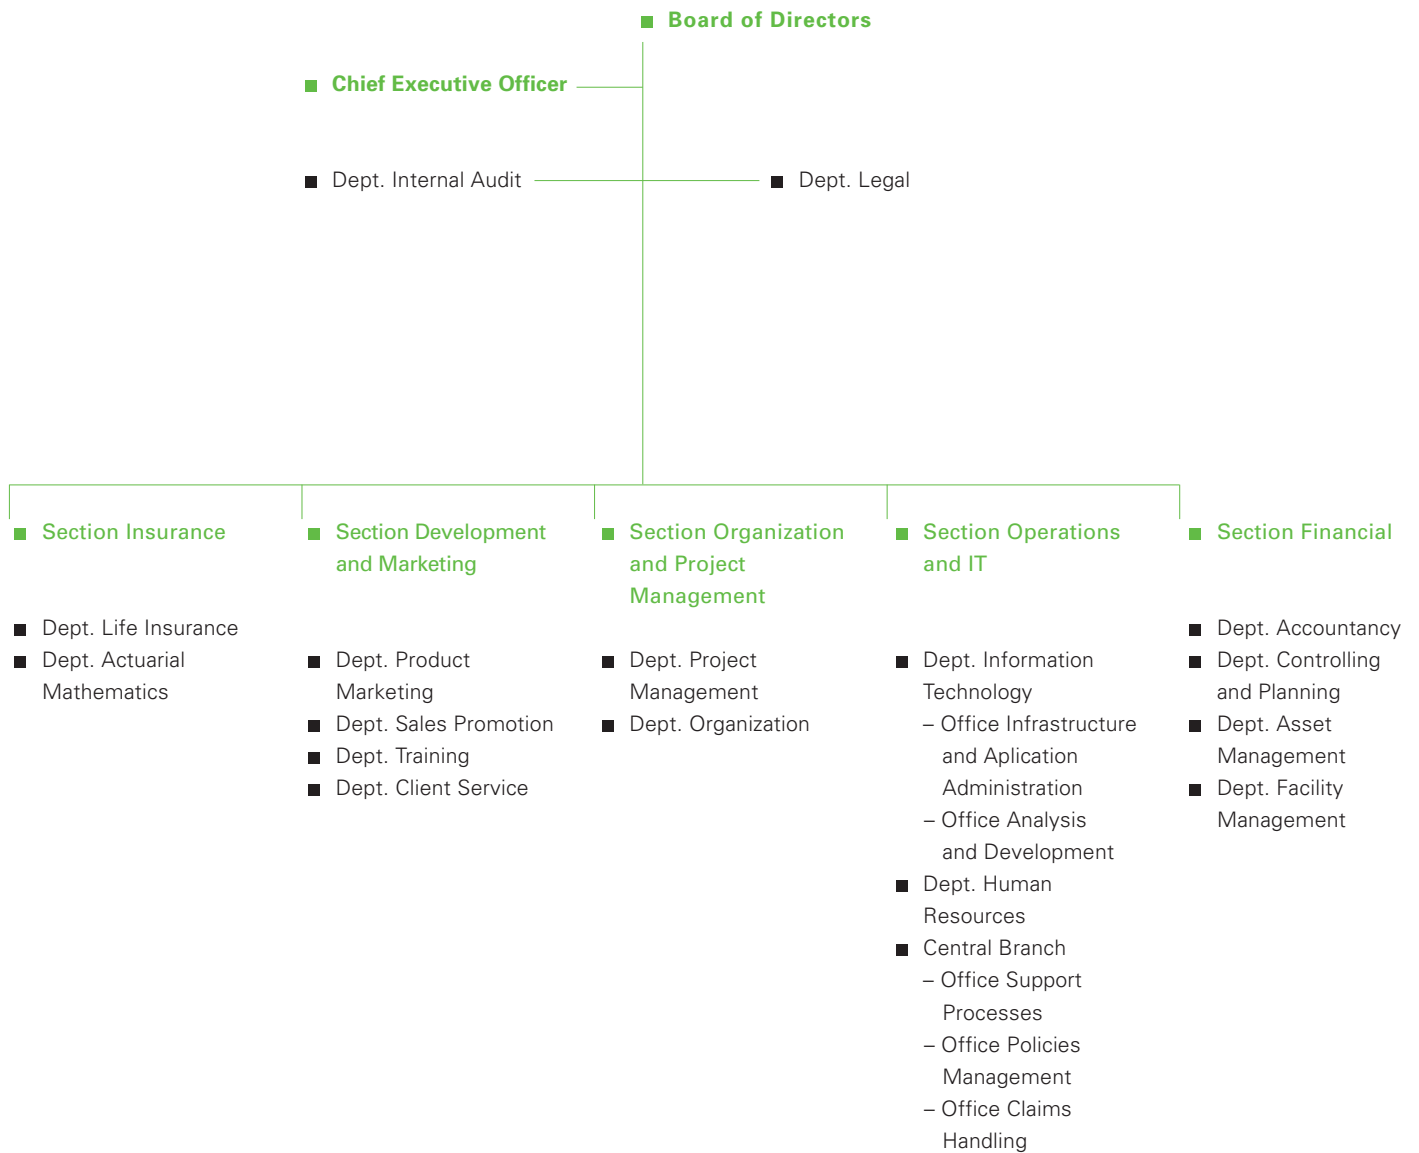 Board of Directors
Chief Executive Officer
Dept. Internal Audit
Dept. Legal
Section Insurance
Dept. Life Insurance
Dept. Actuarial
Mathematics
Section Development
and Marketing
Dept. Product
Marketing
Dept. Sales Promotion
Dept. Training
Dept. Client Service
Section Organization
and Project
Management
Dept. Project
Management
Dept. Organization
Section Operations
and IT
Dept. Information
Technology
– Office Infrastructure
and Aplication
Administration
– Office Analysis
and Development
Dept. Human
Resources
Central Branch
– Office Support
Processes
– Office Policies
Management
– Office Claims
Handling
Section Financial
Dept. Accountancy
Dept. Controlling
and Planning
Dept. Asset
Management
Dept. Facility
Management